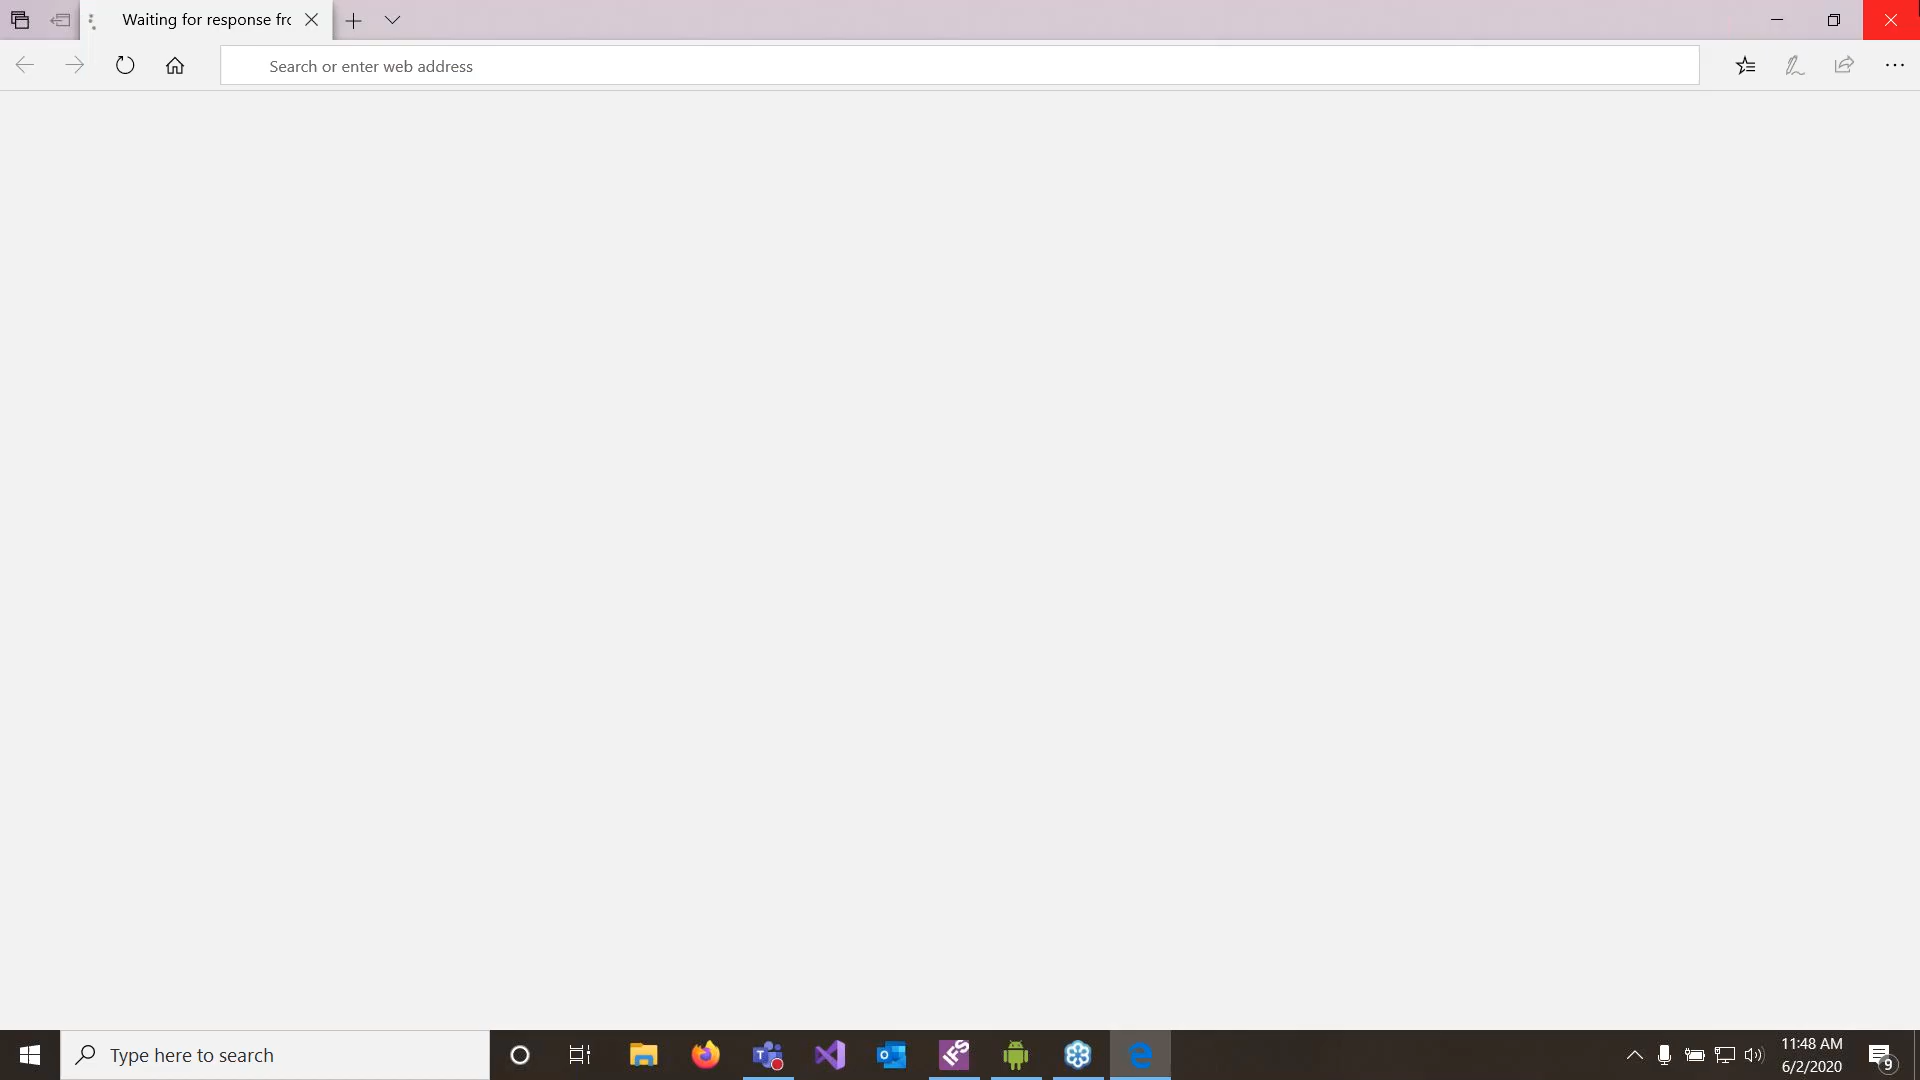 Waiting for response frc
Search or enter web address
Type here to search
IFS
11:48 AM
6/2/2020
9